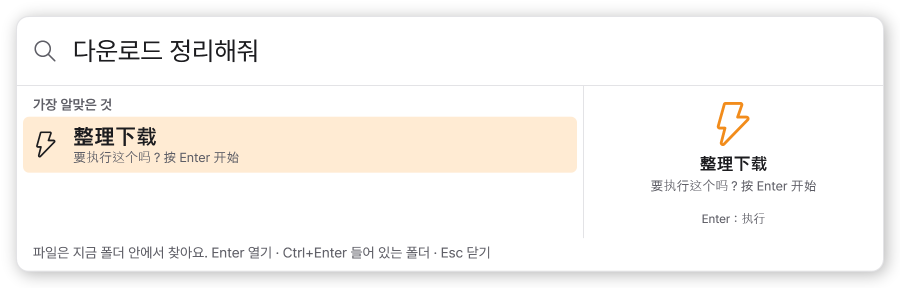 다운로드 정리해줘
가장 알맞은 것
整理下载
要执行这个吗？按 Enter 开始
整理下载
要执行这个吗？按 Enter 开始
Enter：执行
파일은 지금 폴더 안에서 찾아요. Enter 열기 · Ctrl+Enter 들어 있는 폴더 · Esc 닫기